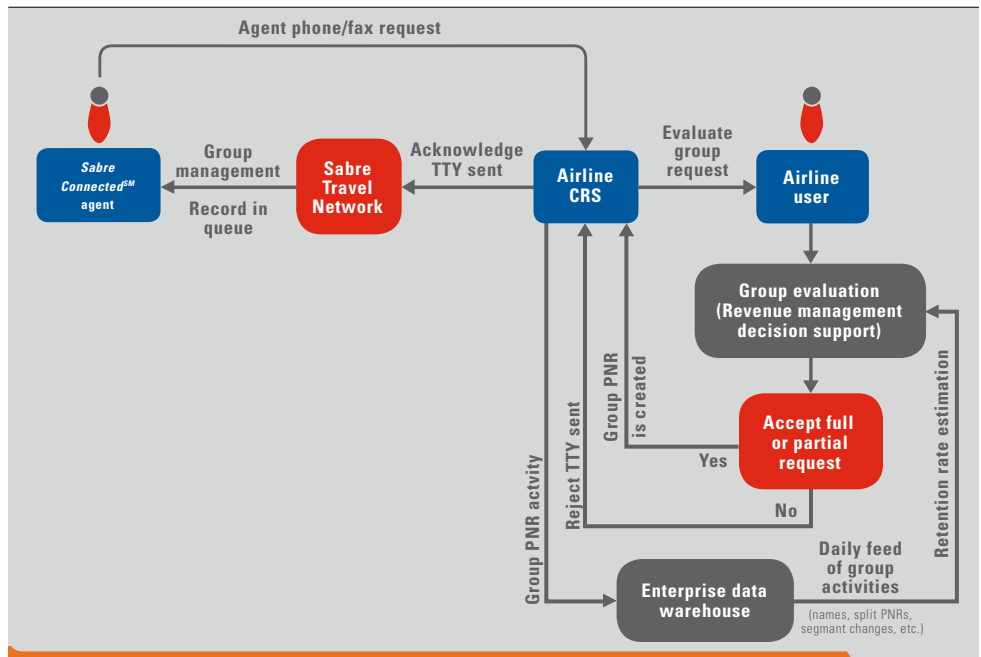 Agent phone/fax request
Sabre
Connected℠
agent
Group
management
Record in
queue
Sabre
Travel
Network
Acknowledge
TTY sent
Airline
CRS
Evaluate
group
request
Airline
user
Group evaluation
(Revenue management
decision support)
Accept full
or partial
request
Yes
No
Group PNR
is created
Reject TTY sent
Group PNR actvity
Enterprise data
warehouse
Daily feed
of group
activities
(names, split PNRs,
segmant changes, etc.)
Retention rate estimation